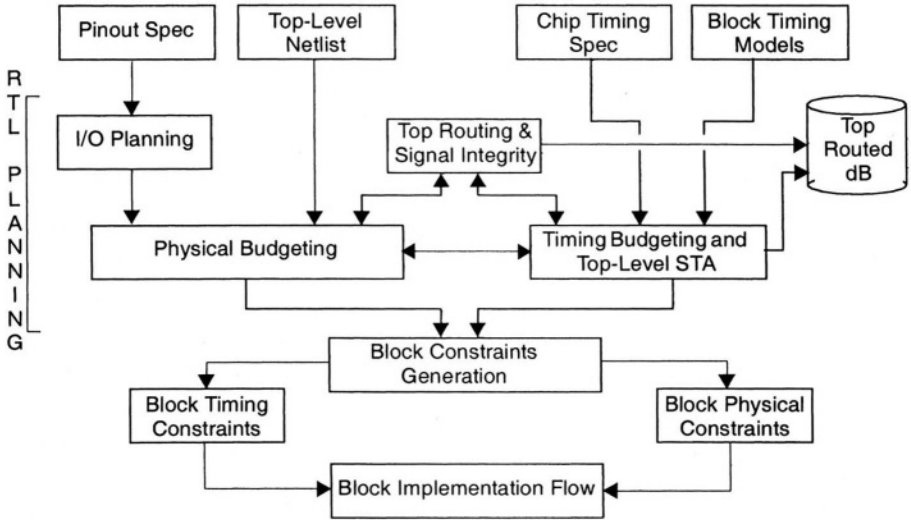 Pinout Spec
Top-Level
Netlist
Chip Timing
Spec
Block Timing
Models
RTL PLANNING
I/O Planning
Top Routing &
Signal Integrity
Top
Routed
dB
Physical Budgeting
Timing Budgeting and
Top-Level STA
Block Constraints
Generation
Block Timing
Constraints
Block Physical
Constraints
Block Implementation Flow